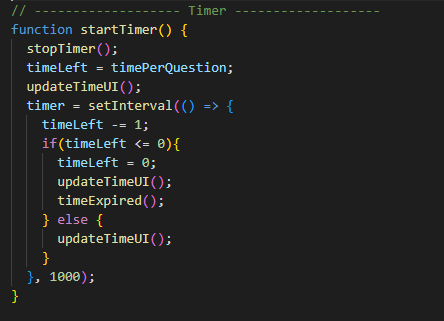 // ------------------- Timer -------------------
function startTimer() {
  stopTimer();
  timeLeft = timePerQuestion;
  updateTimeUI();
  timer = setInterval(() => {
    timeLeft -= 1;
    if(timeLeft <= 0){
      timeLeft = 0;
      updateTimeUI();
      timeExpired();
    } else {
      updateTimeUI();
    }
  }, 1000);
}